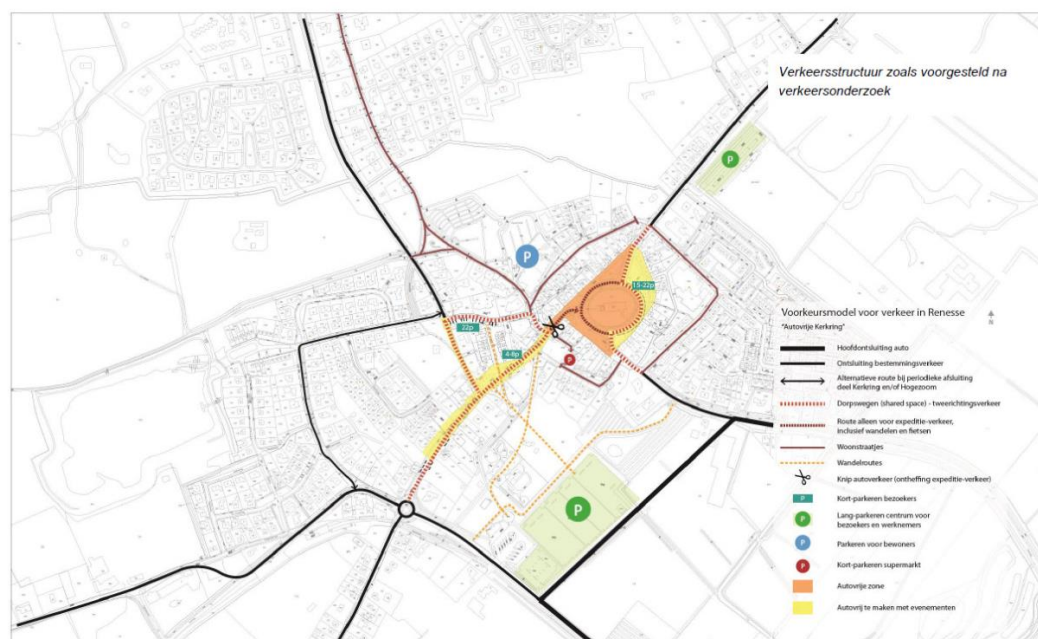 Verkeersstructuur zoals voorgesteld na
verkeersonderzoek
P
P
15-22p
22p
4-8p
P
P
Voorkeursmodel voor verkeer in Renesse
"Autovrije Kerkring"
Hoofdontsluiting auto
Ontsluiting bestemmingsverkeer
Alternatieve route bij periodieke afsluiting
deel Kerkring en/of Hogezoom
Dorpswegen (shared space) - tweerichtingsverkeer
Route alleen voor expeditie-verkeer,
inclusief wandelen en fietsen
Woonstraatjes
Wandelroutes
Knip autoverkeer (ontheffing expeditie-verkeer)
P Kort-parkeren bezoekers
P Lang-parkeren centrum voor
bezoekers en werknemers
P Parkeren voor bewoners
P Kort-parkeren supermarkt
Autovrije zone
Autovrij te maken met evenementen